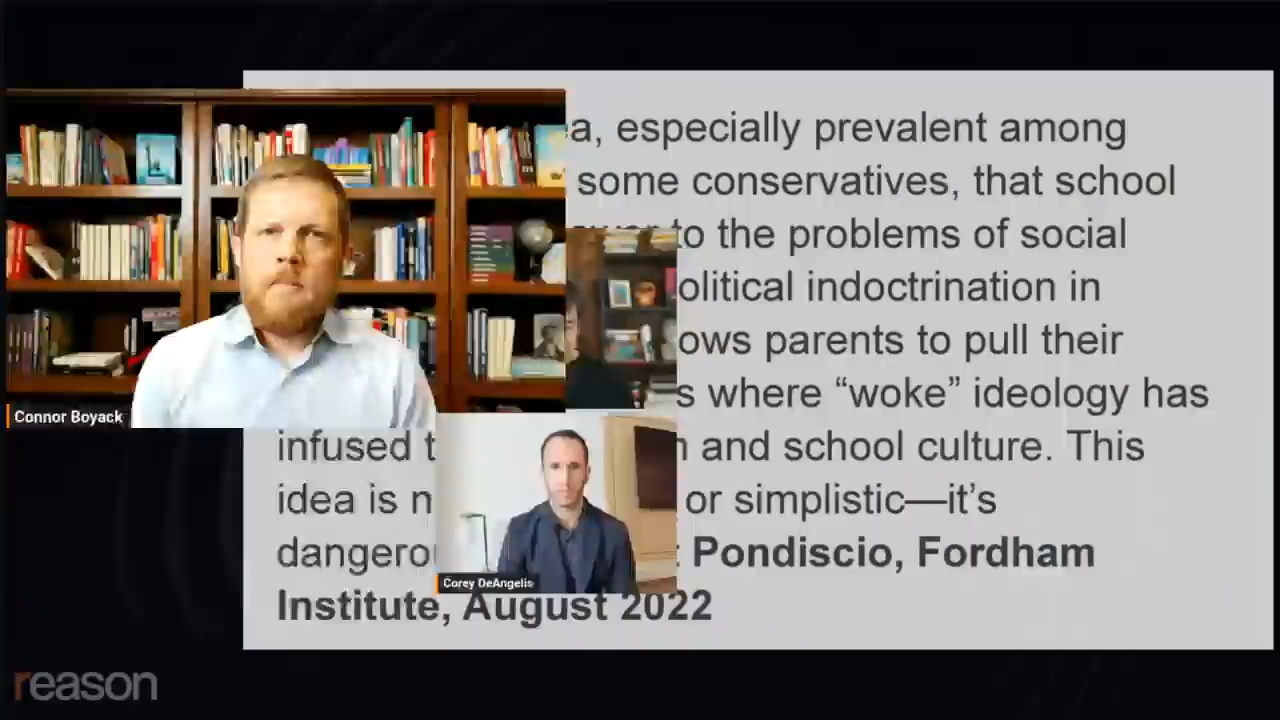 a, especially prevalent among
some conservatives, that school
to the problems of social
olitical indoctrination in
ows parents to pull their
s where “woke” ideology has
infused t n and school culture. This
idea is n or simplistic—it’s
dangero Pondiscio, Fordham
Institute, August 2022
Connor Boyack
Corey DeAngelis
reason